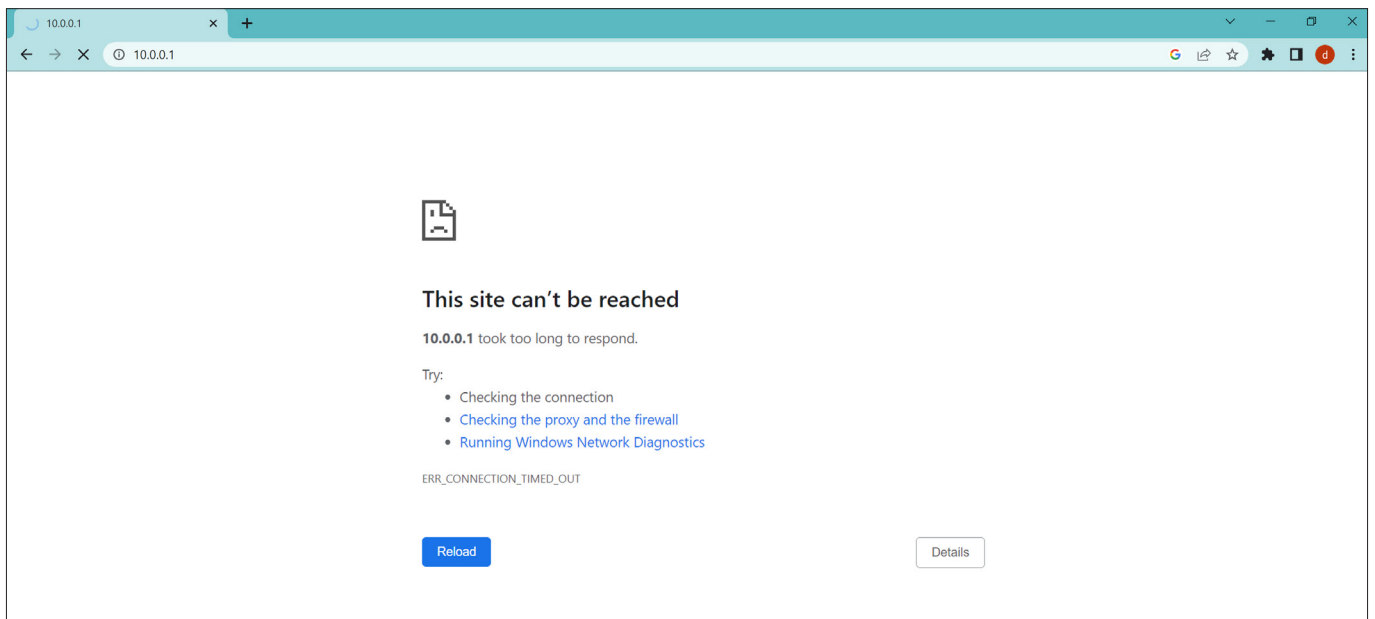 10.0.0.1
10.0.0.1
d
This site can't be reached
10.0.0.1 took too long to respond.
Try:
• Checking the connection
• Checking the proxy and the firewall
• Running Windows Network Diagnostics
ERR_CONNECTION_TIMED_OUT
Reload Details